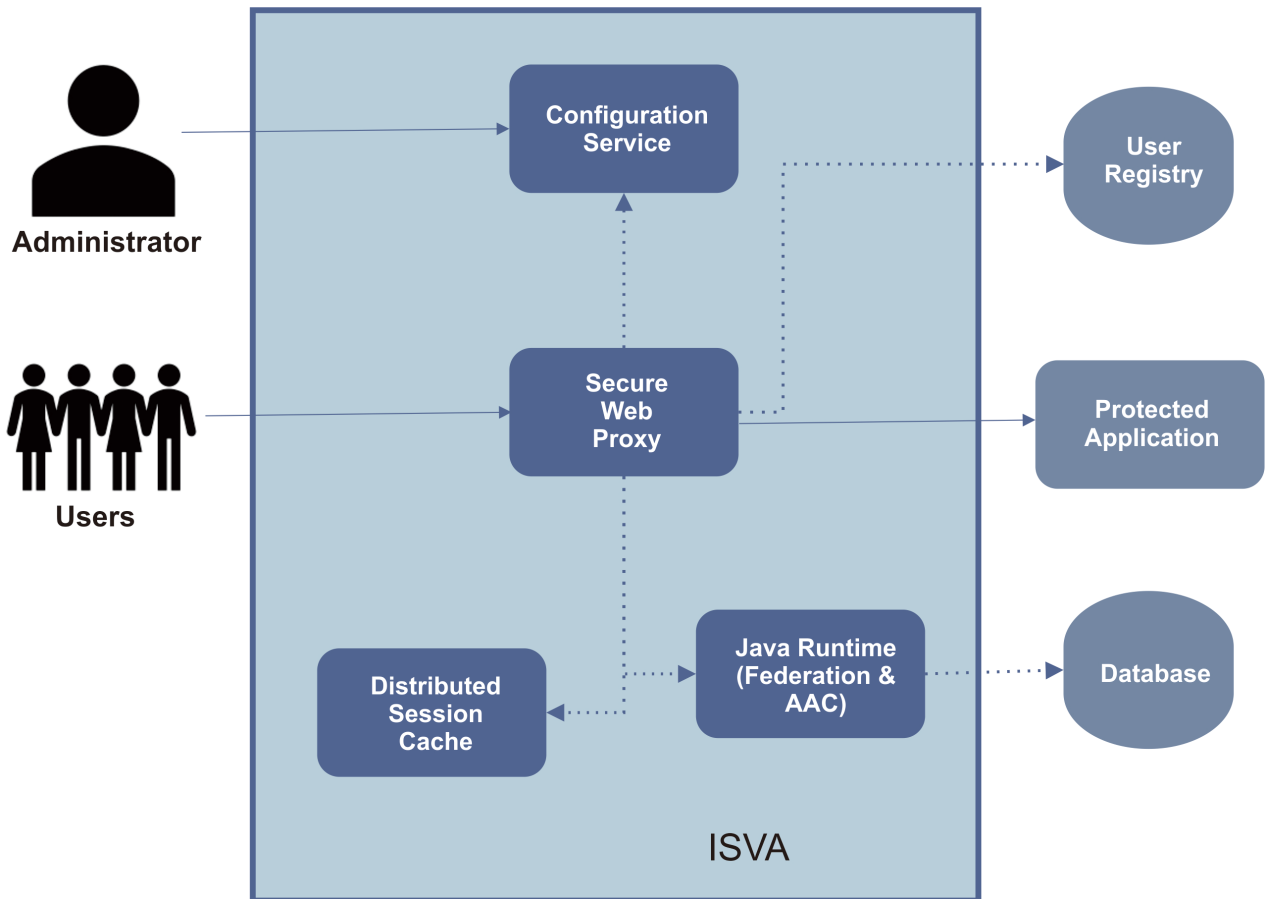 Configuration
Service
User
Registry
Administrator
Secure
Web
Proxy
Protected
Application
Users
Java Runtime
(Federation &
AAC)
Distributed
Session
Cache
Database
ISVA